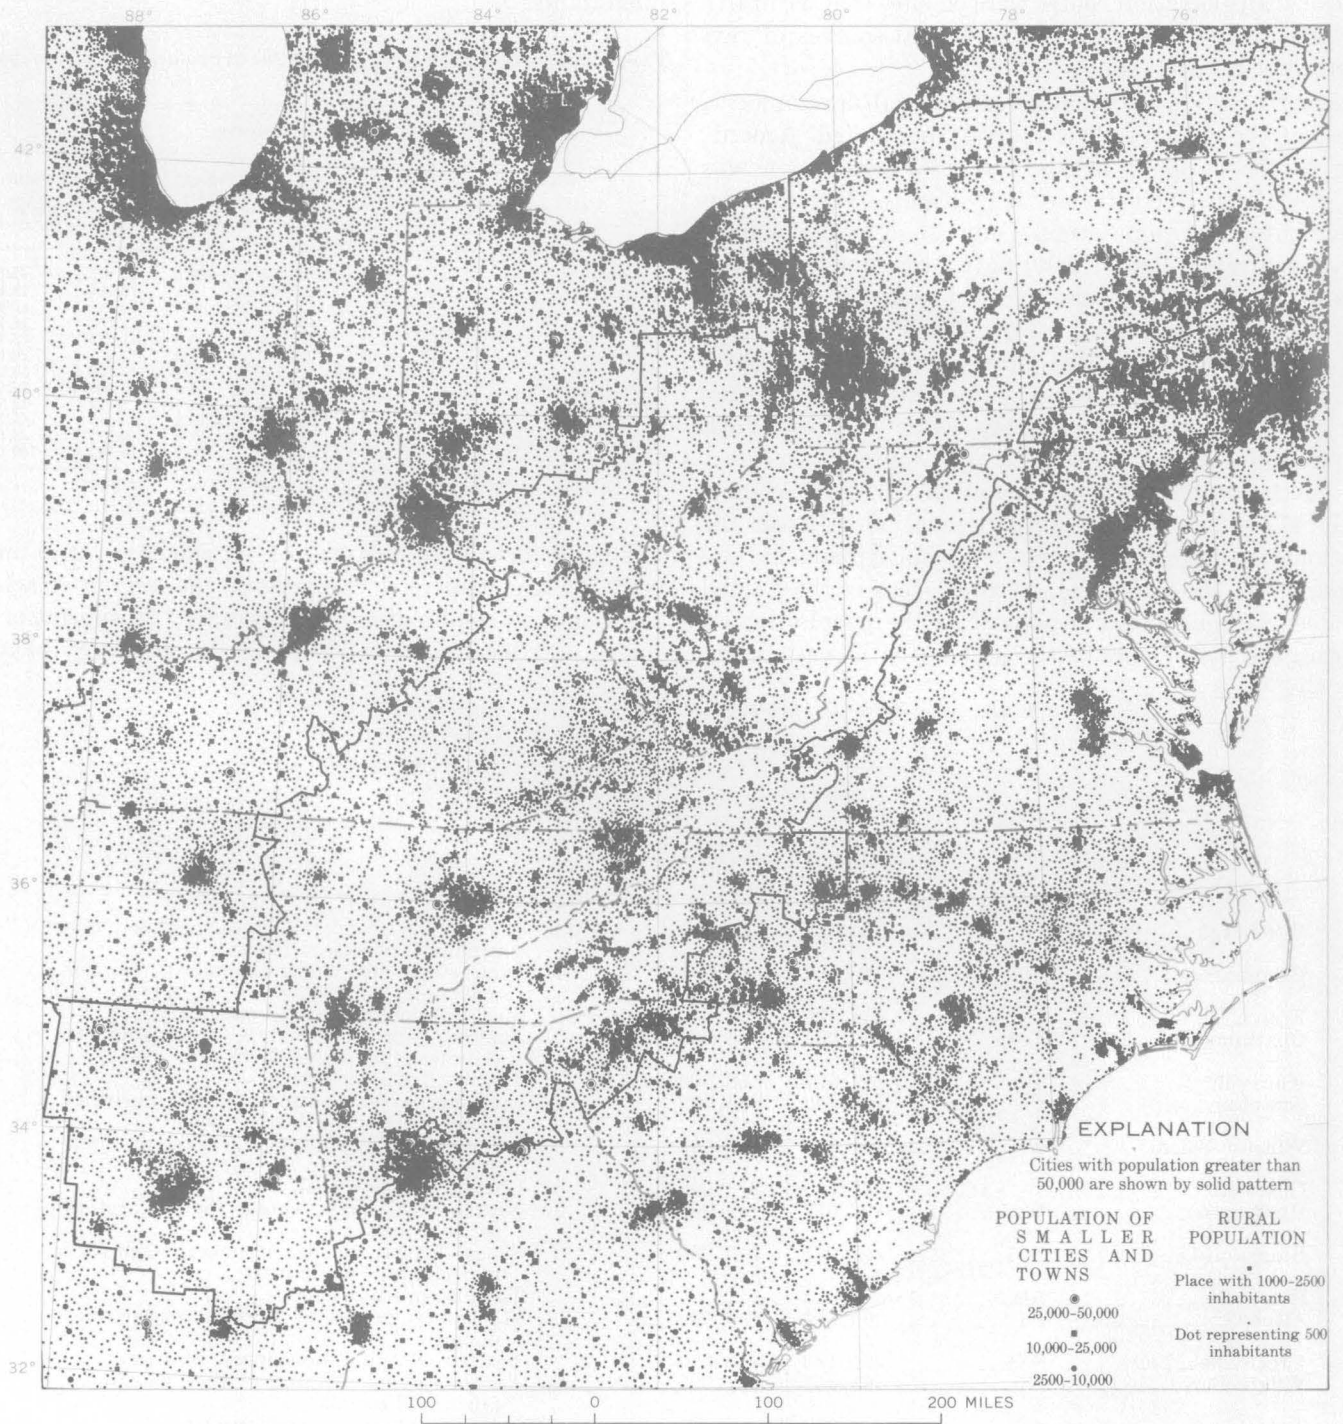 88° 86° 84° 82° 80° 78° 76°
42°
40°
38°
36°
34°
32°
EXPLANATION
Cities with population greater than
50,000 are shown by solid pattern
POPULATION OF
SMALLER
CITIES AND
TOWNS
25,000–50,000
10,000–25,000
2500–10,000
RURAL
POPULATION
Place with 1000–2500
inhabitants
Dot representing 500
inhabitants
100 0 100 200 MILES